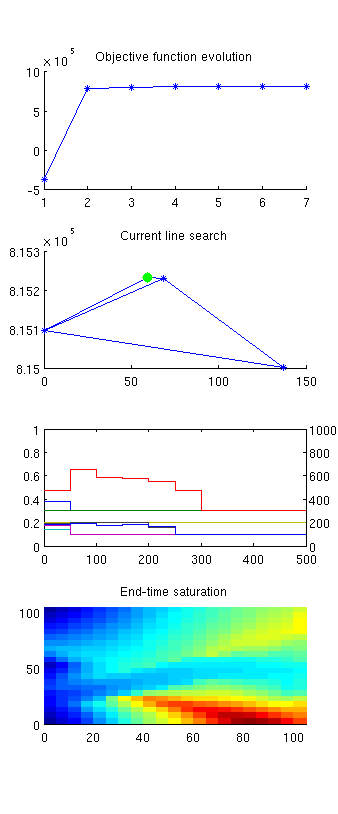 × 10^5
Objective function evolution
10
5
0
-5
1 2 3 4 5 6 7
× 10^5
Current line search
8.153
8.152
8.151
8.15
0 50 100 150
1 1000
0.8 800
0.6 600
0.4 400
0.2 200
0 0
0 100 200 300 400 500
End-time saturation
100
50
0
0 20 40 60 80 100